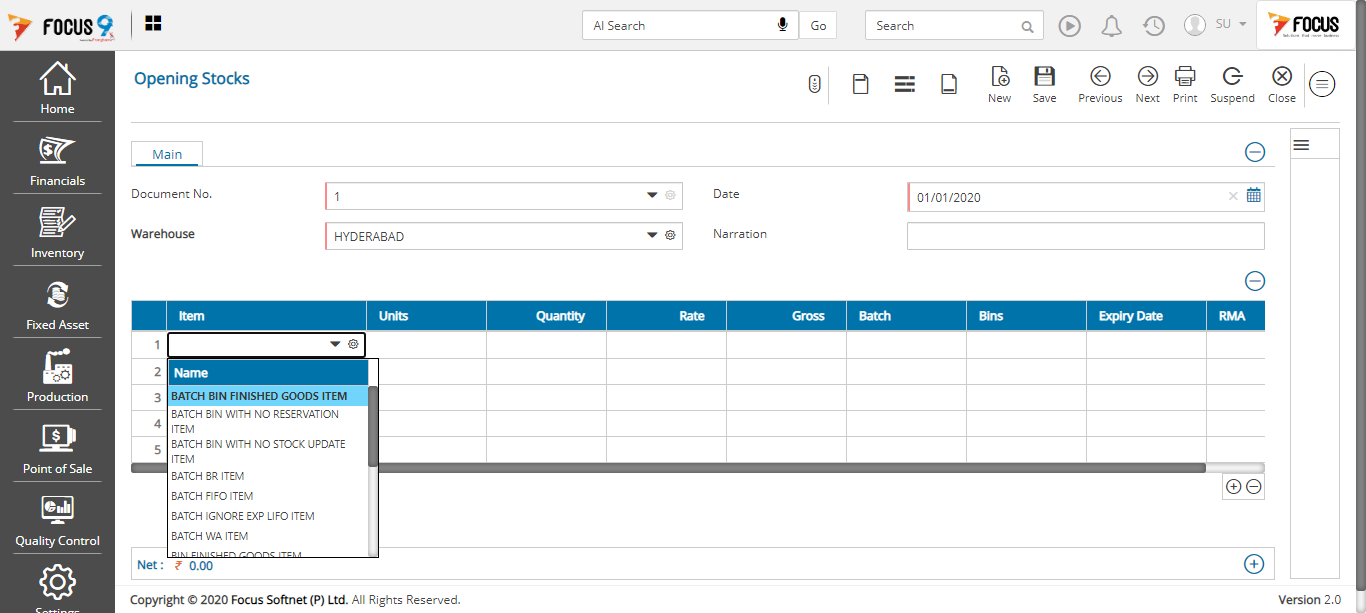 FOCUS 9
AI Search
Go
Search
SU
FOCUS
Opening Stocks
New
Save
Previous
Next
Print
Suspend
Close
Home
Financials
Inventory
Fixed Asset
Production
Point of Sale
Quality Control
Settings
Main
Document No.
1
Date
01/01/2020
Warehouse
HYDERABAD
Narration
Item Units Quantity Rate Gross Batch Bins Expiry Date RMA
1
2
3
4
5
Name
BATCH BIN FINISHED GOODS ITEM
BATCH BIN WITH NO RESERVATION
ITEM
BATCH BIN WITH NO STOCK UPDATE
ITEM
BATCH BR ITEM
BATCH FIFO ITEM
BATCH IGNORE EXP LIFO ITEM
BATCH WA ITEM
BIN FINISHED GOODS ITEM
Net : ₹ 0.00
Copyright © 2020 Focus Softnet (P) Ltd. All Rights Reserved.
Version 2.0